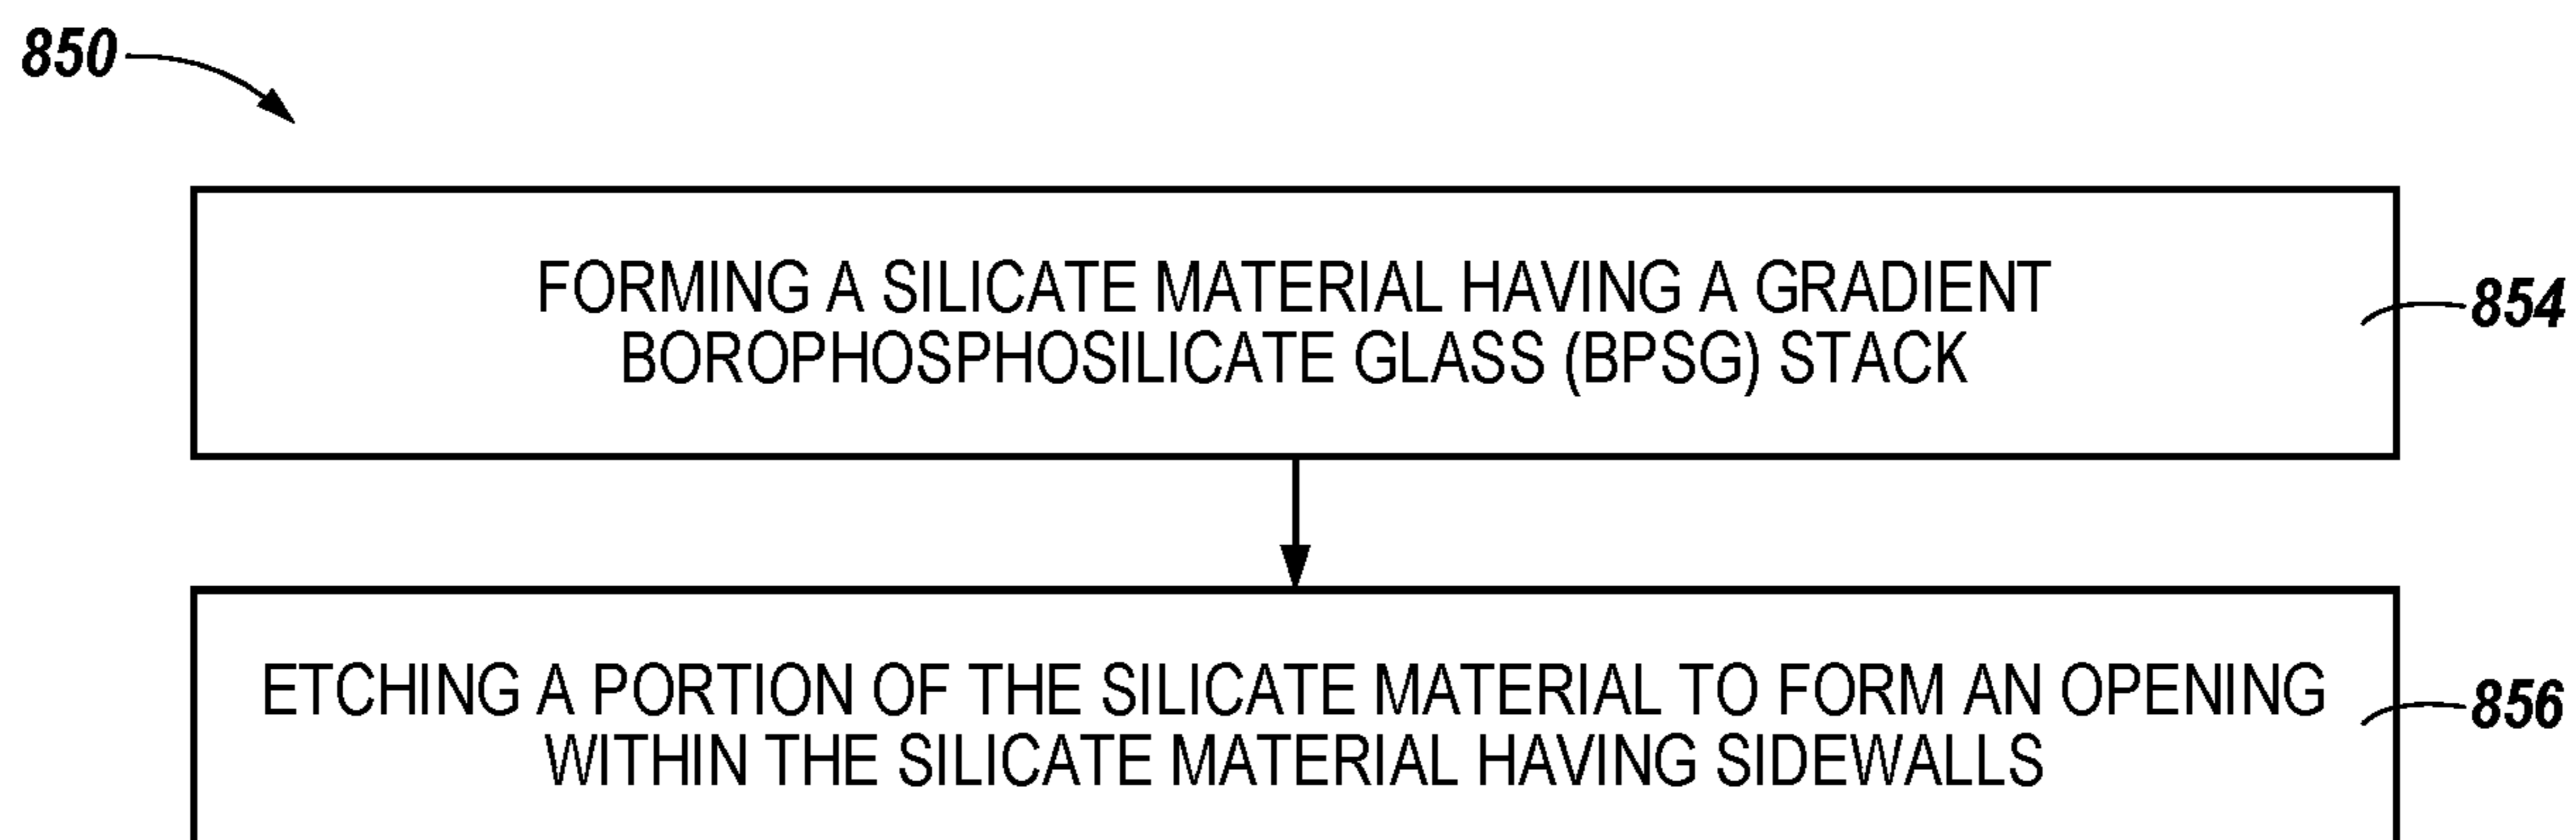 850
FORMING A SILICATE MATERIAL HAVING A GRADIENT
BOROPHOSPHOSILICATE GLASS (BPSG) STACK
854
ETCHING A PORTION OF THE SILICATE MATERIAL TO FORM AN OPENING
WITHIN THE SILICATE MATERIAL HAVING SIDEWALLS
856